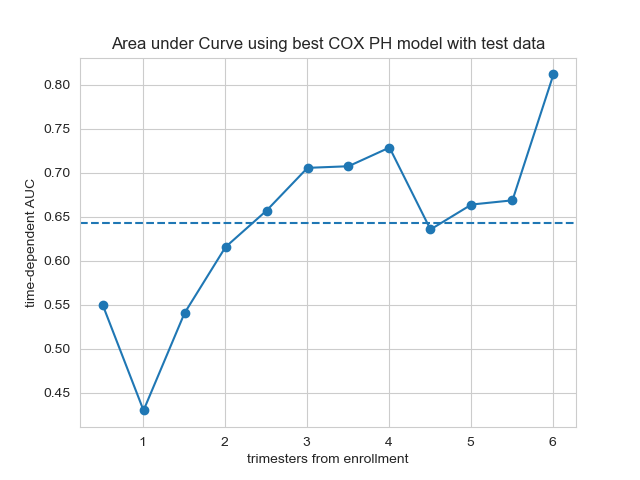 Area under Curve using best COX PH model with test data
time-dependent AUC
0.80
0.75
0.70
0.65
0.60
0.55
0.50
0.45
1 2 3 4 5 6
trimesters from enrollment